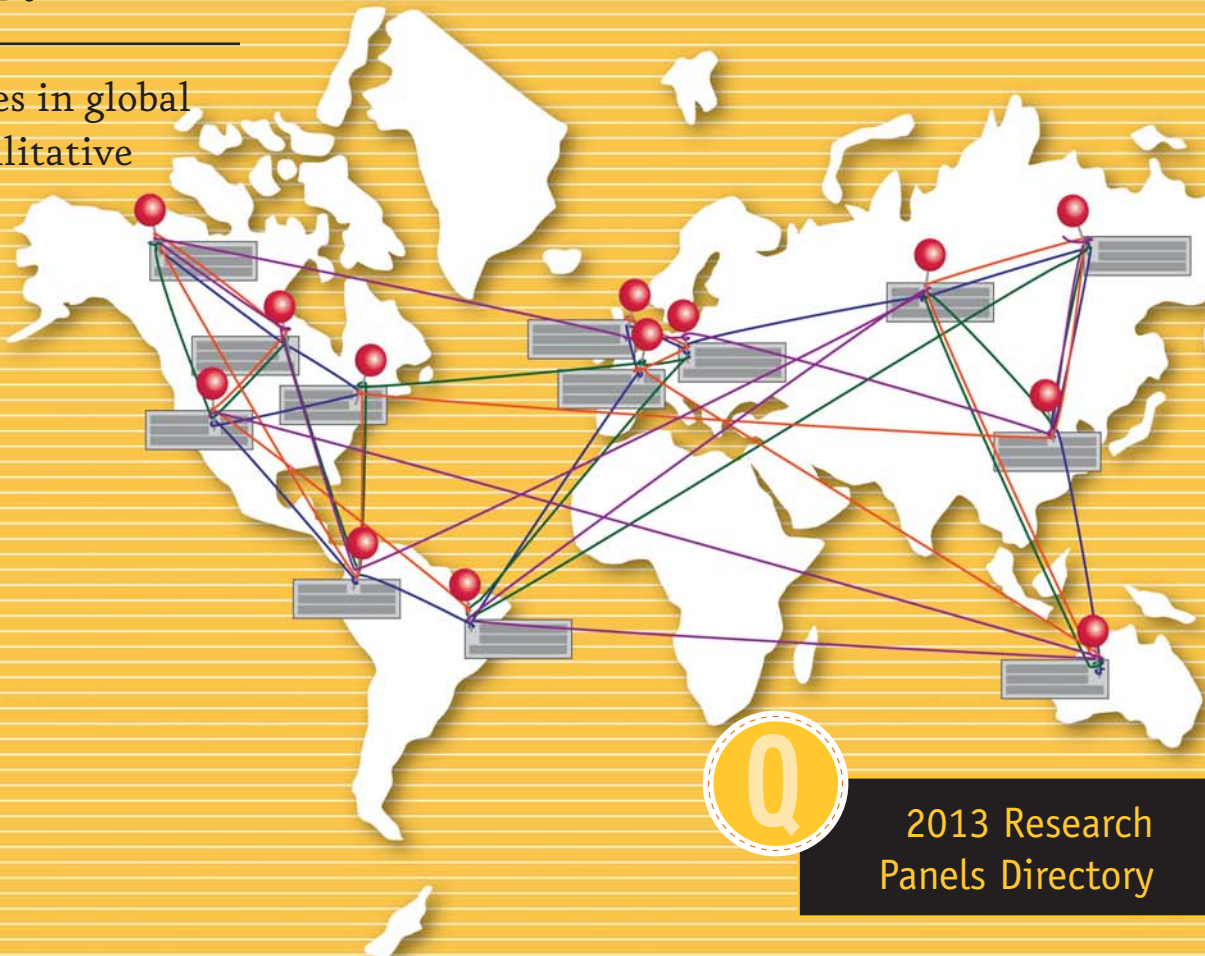 es in global
litative
Q
2013 Research
Panels Directory